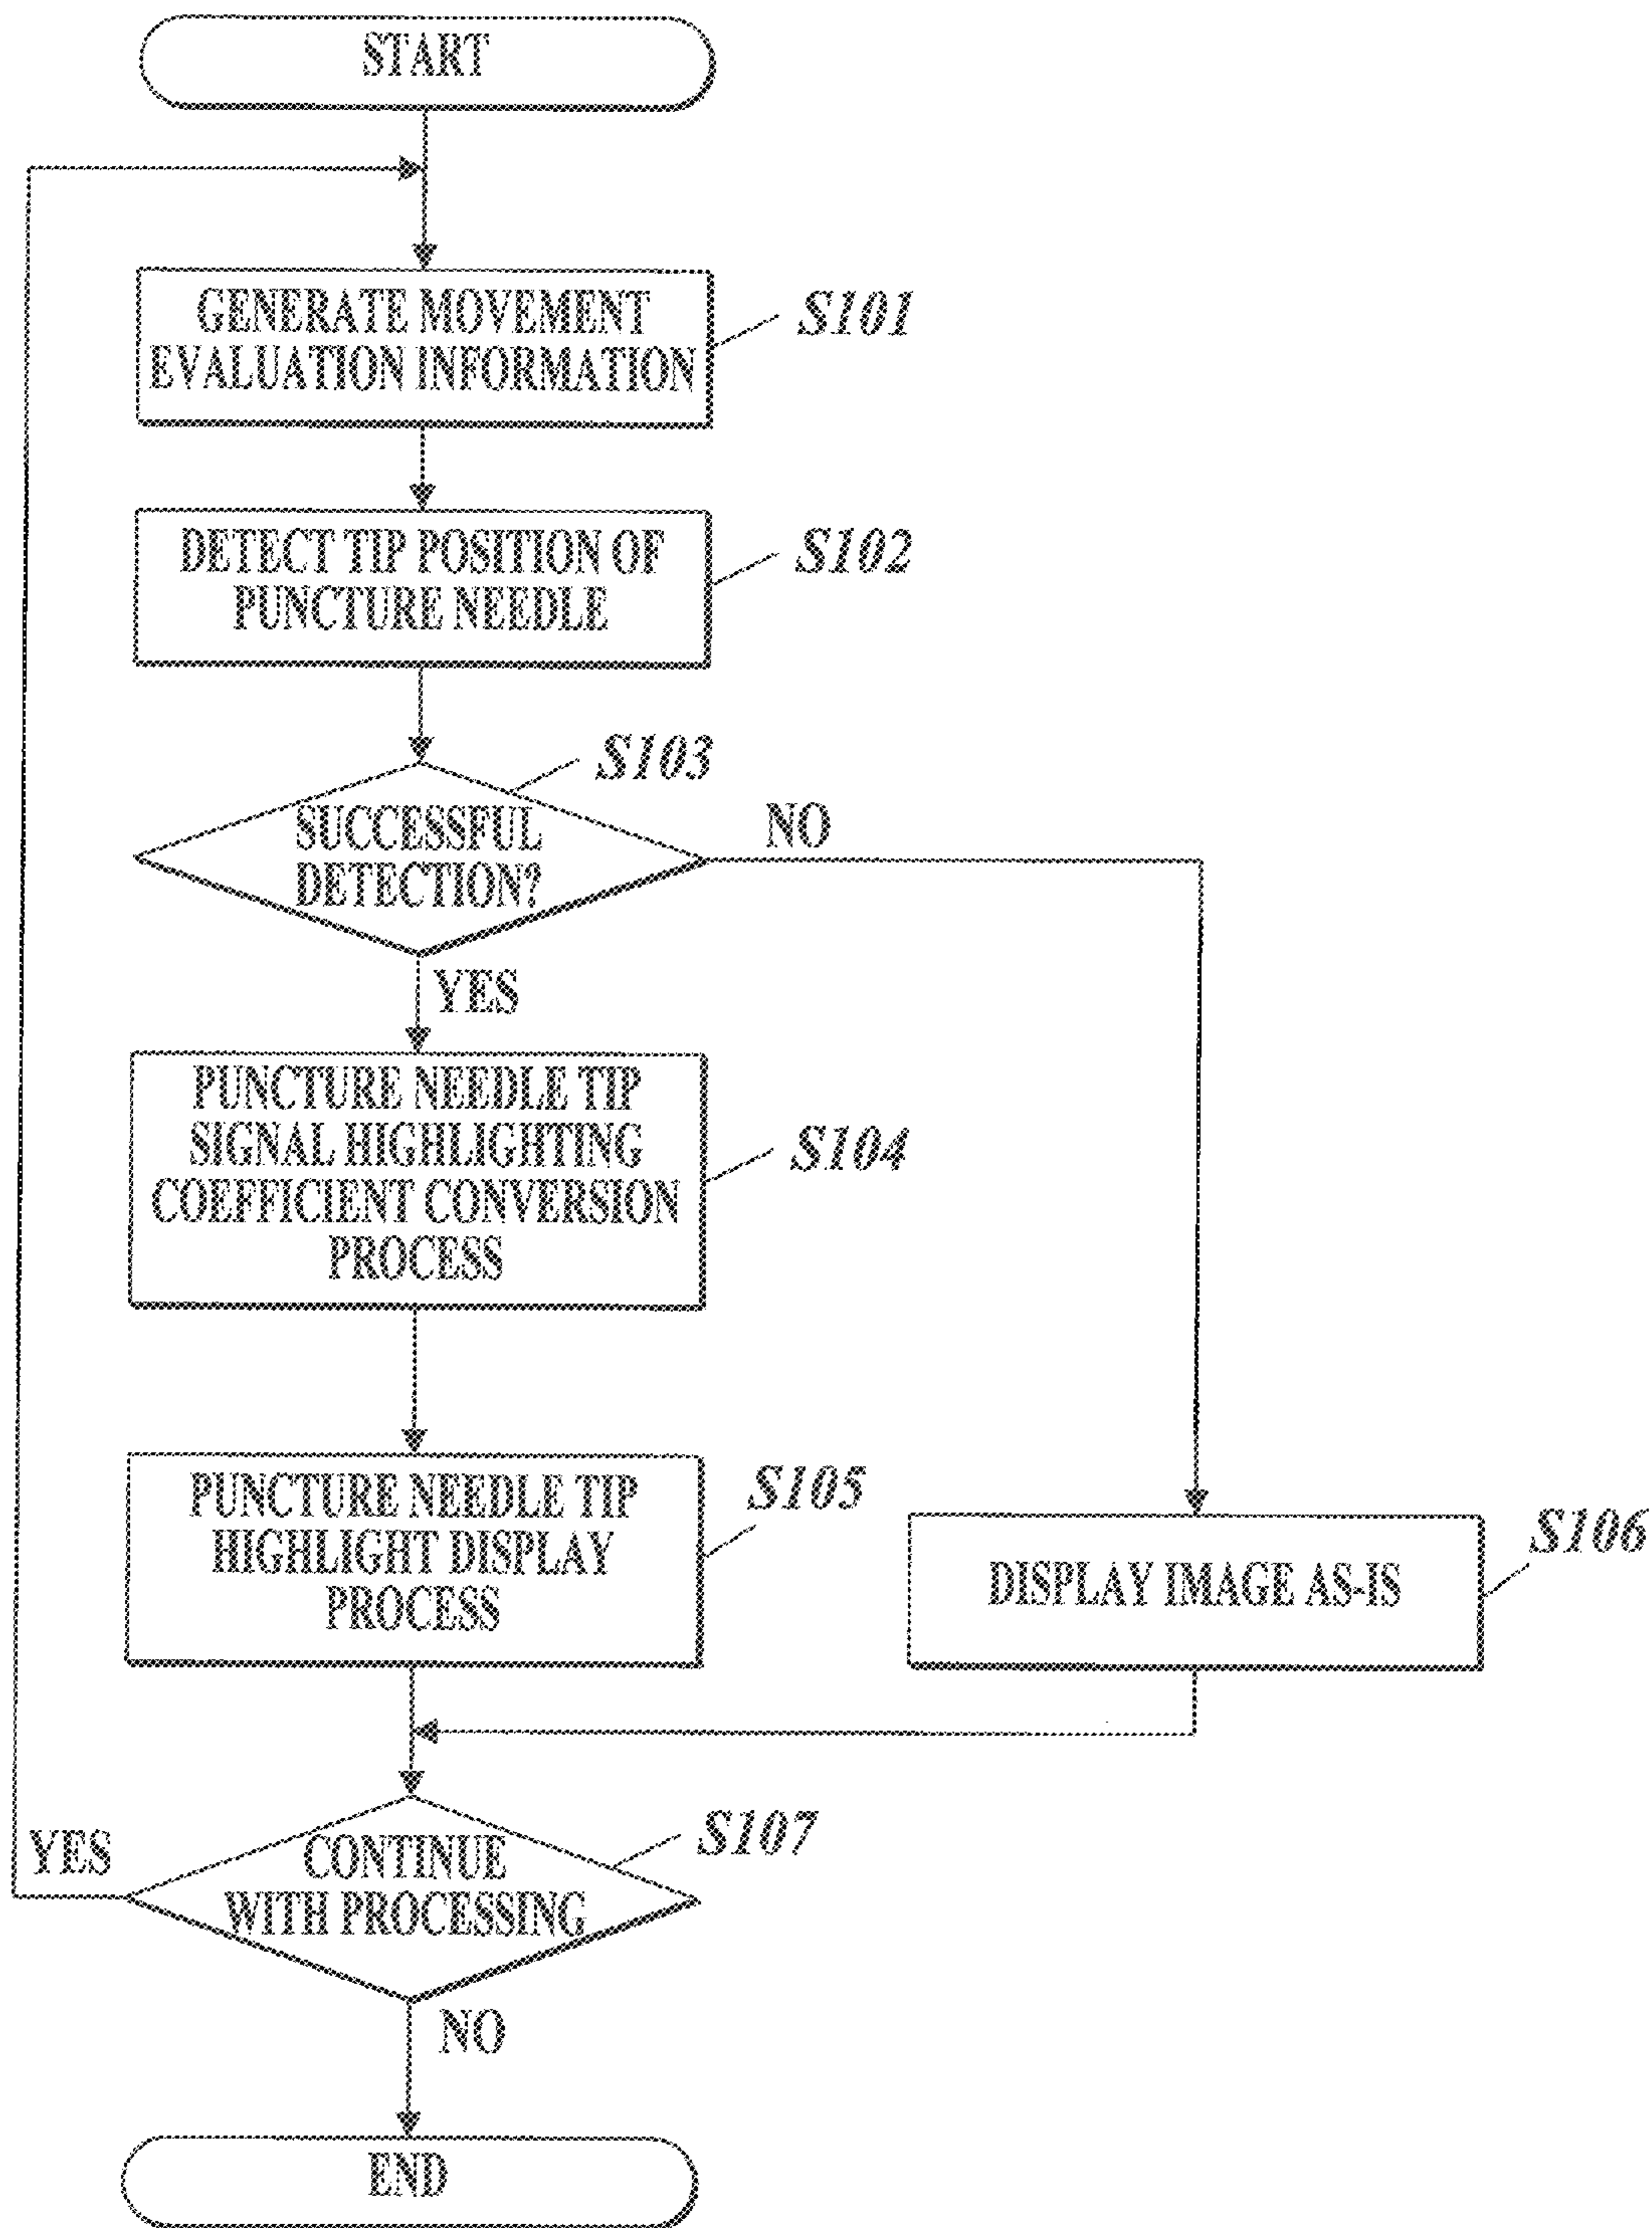 START
GENERATE MOVEMENT
EVALUATION INFORMATION
S101
DETECT TIP POSITION OF
PUNCTURE NEEDLE
S102
S103
SUCCESSFUL
DETECTION?
NO
YES
PUNCTURE NEEDLE TIP
SIGNAL HIGHLIGHTING
COEFFICIENT CONVERSION
PROCESS
S104
PUNCTURE NEEDLE TIP
HIGHLIGHT DISPLAY
PROCESS
S105
DISPLAY IMAGE AS-IS
S106
YES
CONTINUE
WITH PROCESSING
S107
NO
END